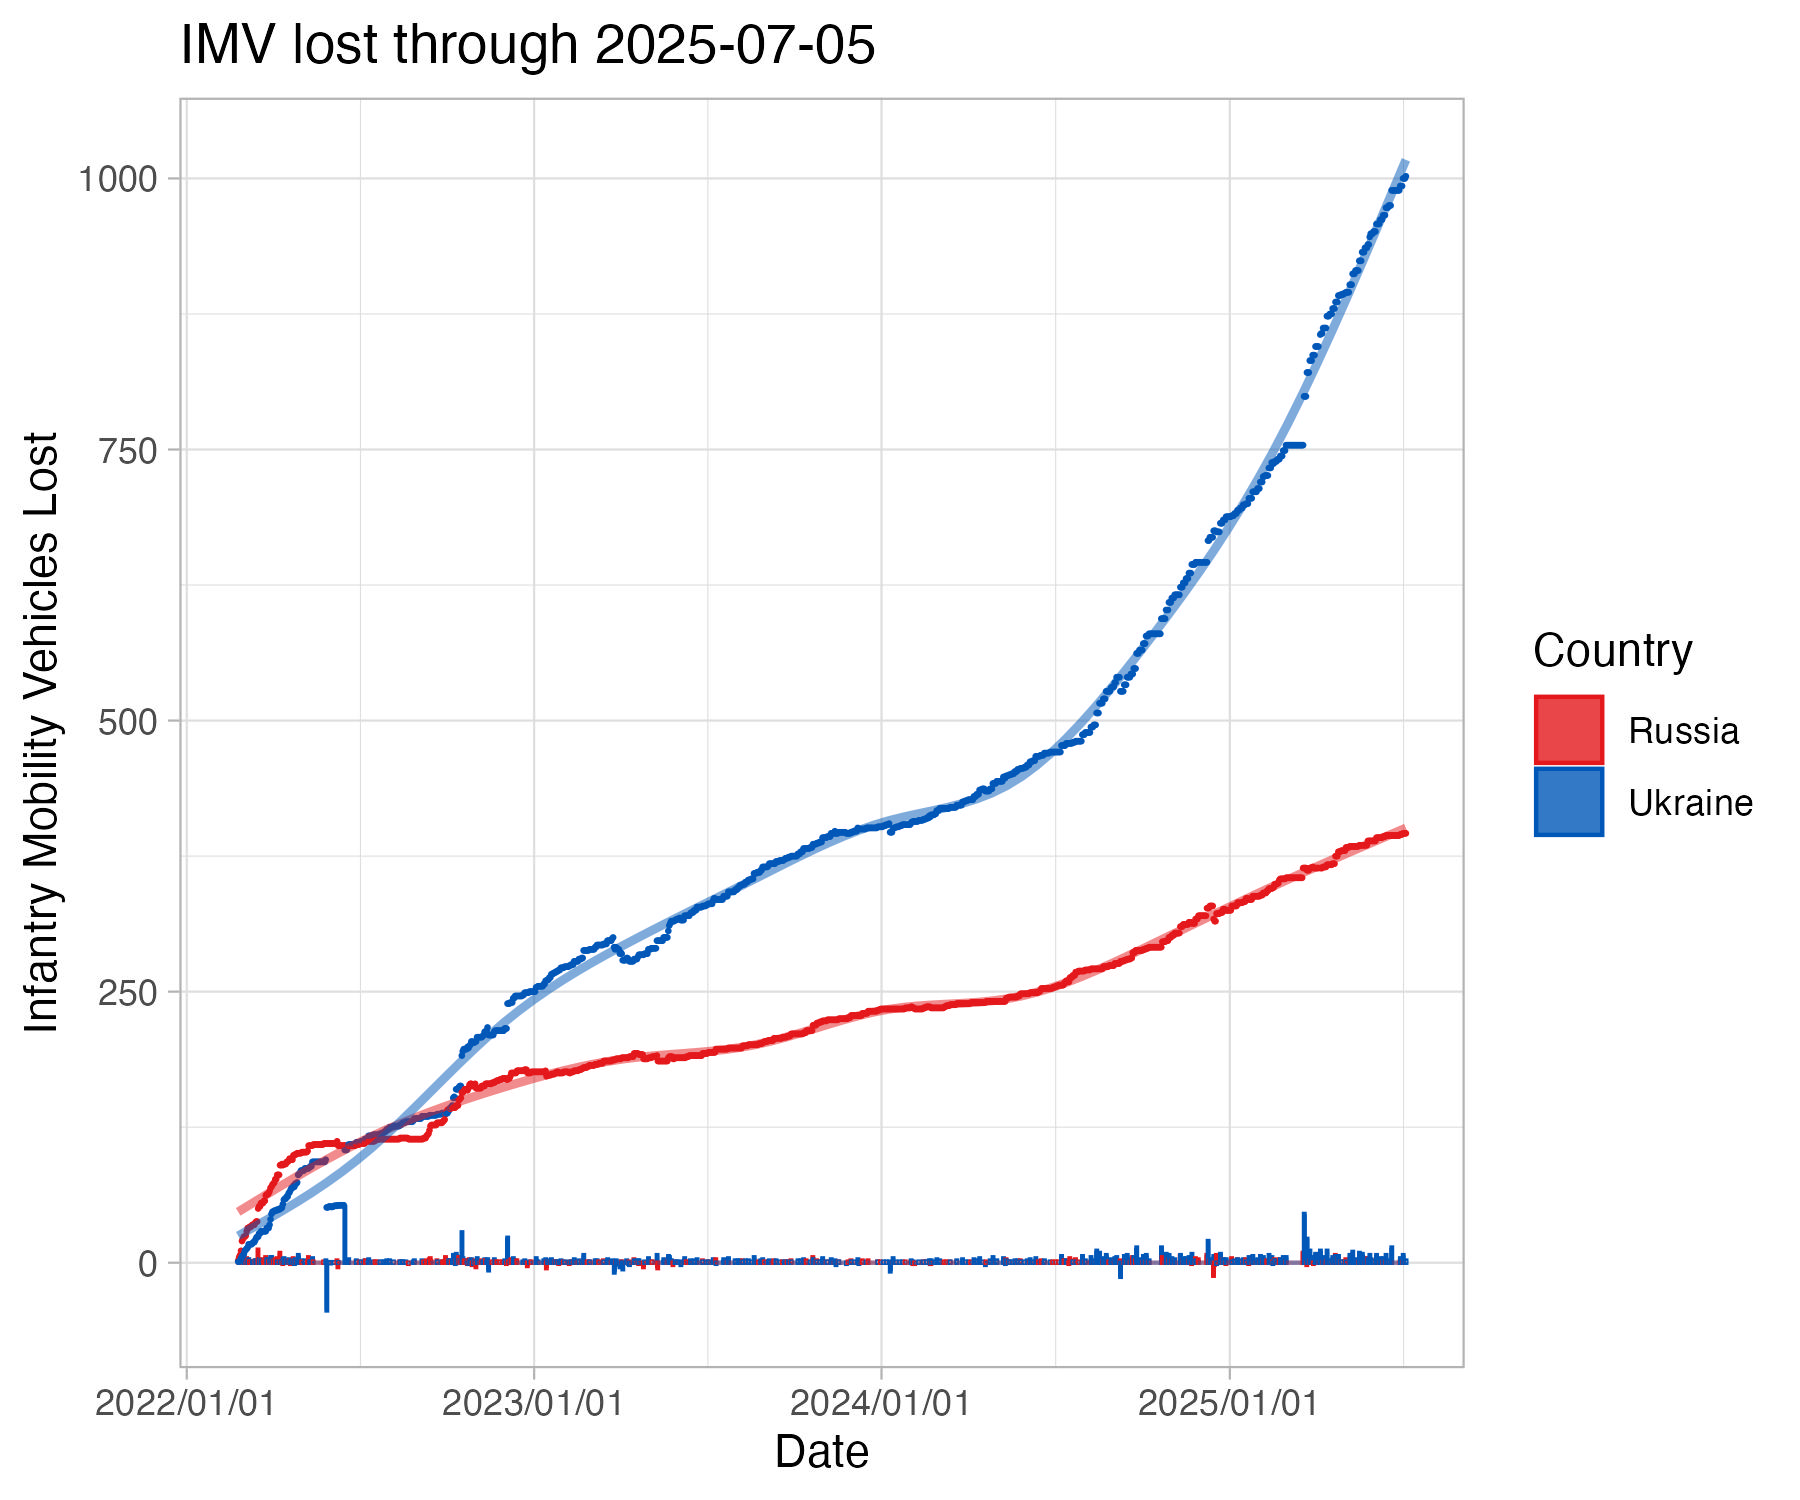 IMV lost through 2025-07-05
Infantry Mobility Vehicles Lost
1000
750
500
250
0
2022/01/01
2023/01/01
2024/01/01
2025/01/01
Date
Country
Russia
Ukraine